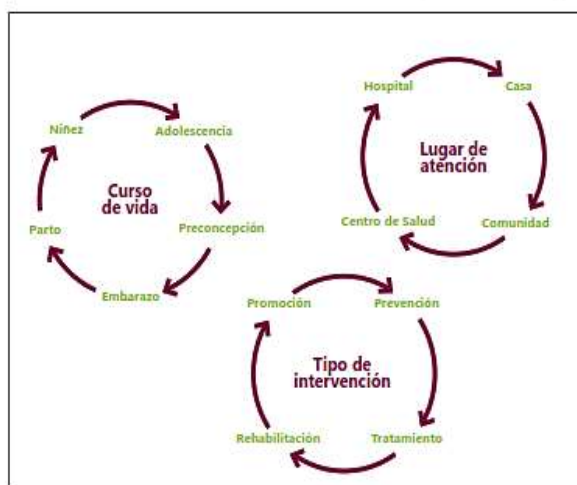 Niñez
Adolescencia
Curso
de vida
Parto
Preconcepción
Embarazo
Hospital
Casa
Lugar de
atención
Centro de Salud
Comunidad
Promoción
Prevención
Tipo de
intervención
Rehabilitación
Tratamiento